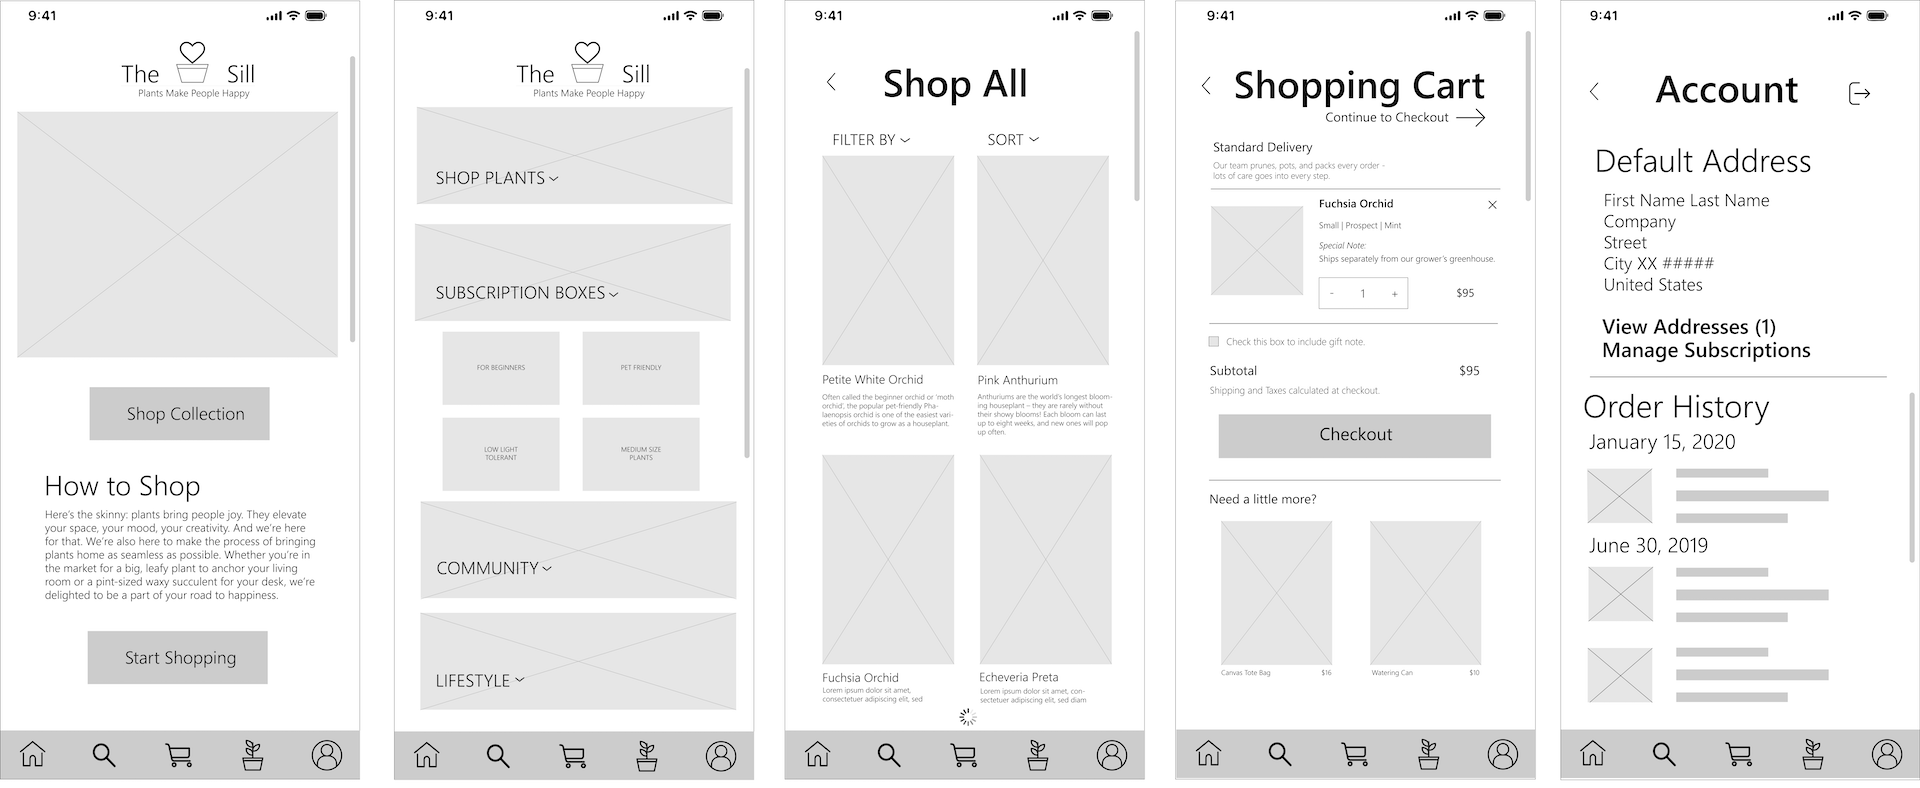 9:41
The Sill
Plants Make People Happy
Shop Collection
How to Shop
Here's the skinny: plants bring people joy. They elevate
your space, your mood, your creativity. And we're here
for that. We're also here to make the process of bringing
plants home as seamless as possible. Whether you're in
the market for a big, leafy plant to anchor your living
room or a pint-sized waxy succulent for your desk, we're
delighted to be a part of your road to happiness.
Start Shopping
9:41
The Sill
Plants Make People Happy
SHOP PLANTS
SUBSCRIPTION BOXES
FOR BEGINNERS
PET FRIENDLY
LOW LIGHT
TOLERANT
MEDIUM SIZE
PLANTS
COMMUNITY
LIFESTYLE
9:41
Shop All
FILTER BY
SORT
Petite White Orchid
Often called the beginner orchid or 'moth
orchid', the popular pet-friendly Pha-
laenopsis orchid is one of the easiest vari-
eties of orchids to grow as a houseplant.
Pink Anthurium
Anthuriums are the world's longest bloom-
ing houseplant – they are rarely without
their showy blooms! Each bloom can last
up to eight weeks, and new ones will pop
up often.
Fuchsia Orchid
Lorem ipsum dolor sit amet,
consectetuer adipiscing elit, sed
Echeveria Preta
Lorem ipsum dolor sit amet, con-
sectetuer adipiscing elit, sed diam
9:41
Shopping Cart
Continue to Checkout
Standard Delivery
Our team prunes, pots, and packs every order -
lots of care goes into every step.
Fuchsia Orchid
Small | Prospect | Mint
Special Note:
Ships separately from our grower's greenhouse.
- 1 +
$95
Check this box to include gift note.
Subtotal
$95
Shipping and Taxes calculated at checkout.
Checkout
Need a little more?
Canvas Tote Bag $16
Watering Can $10
9:41
Account
Default Address
First Name Last Name
Company
Street
City XX #####
United States
View Addresses (1)
Manage Subscriptions
Order History
January 15, 2020
June 30, 2019